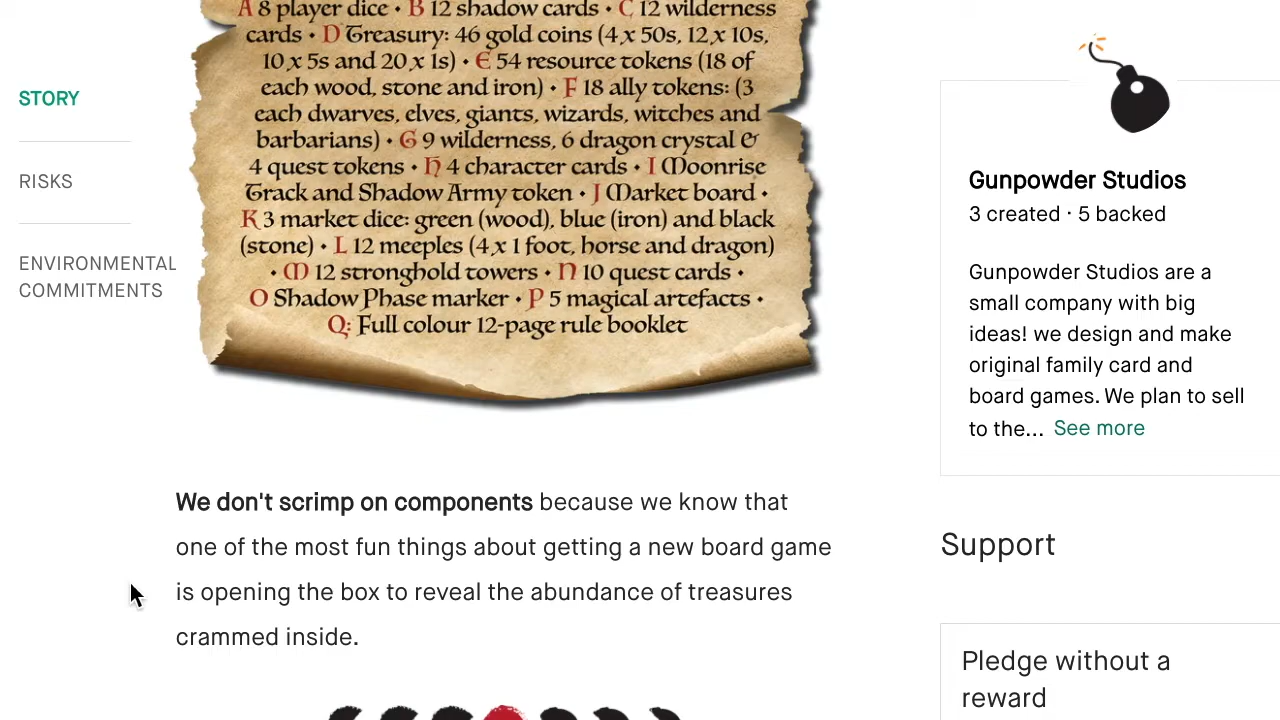 A 8 player dice • B 12 shadow cards • C 12 wilderness
cards • D Treasury: 46 gold coins (4 x 50s, 12 x 10s,
10 x 5s and 20 x 1s) • E 54 resource tokens (18 of
each wood, stone and iron) • F 18 ally tokens: (3
each dwarves, elves, giants, wizards, witches and
barbarians) • G 9 wilderness, 6 dragon crystal &
4 quest tokens • H 4 character cards • I Moonrise
Track and Shadow Army token • J Market board •
K 3 market dice: green (wood), blue (iron) and black
(stone) • L 12 meeples (4 x 1 foot, horse and dragon)
• M 12 stronghold towers • N 10 quest cards •
O Shadow Phase marker • P 5 magical artefacts •
Q: Full colour 12-page rule booklet
STORY
RISKS
ENVIRONMENTAL
COMMITMENTS
We don't scrimp on components because we know that
one of the most fun things about getting a new board game
is opening the box to reveal the abundance of treasures
crammed inside.
Gunpowder Studios
3 created · 5 backed
Gunpowder Studios are a
small company with big
ideas! we design and make
original family card and
board games. We plan to sell
to the... See more
Support
Pledge without a
reward